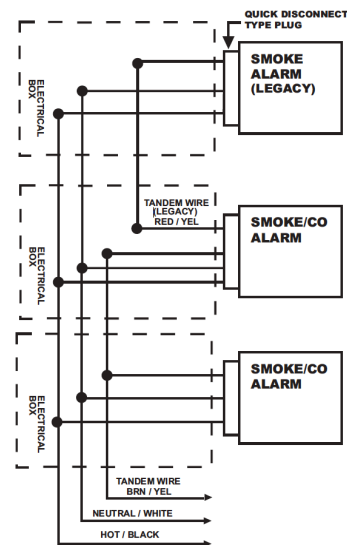 QUICK DISCONNECT
TYPE PLUG
ELECTRICAL
BOX
SMOKE
ALARM
(LEGACY)
TANDEM WIRE
(LEGACY)
RED / YEL
ELECTRICAL
BOX
SMOKE/CO
ALARM
ELECTRICAL
BOX
SMOKE/CO
ALARM
TANDEM WIRE
BRN / YEL
NEUTRAL / WHITE
HOT / BLACK